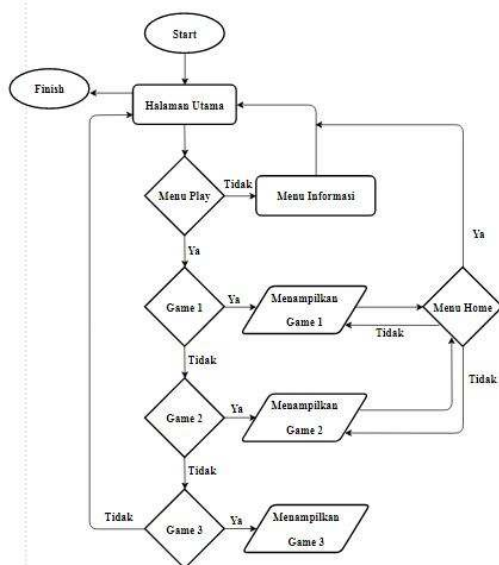 Start
Finish
Halaman Utama
Menu Play
Tidak
Menu Informasi
Ya
Ya
Game 1
Ya
Menampilkan
Game 1
Menu Home
Tidak
Tidak
Tidak
Game 2
Ya
Menampilkan
Game 2
Tidak
Tidak
Game 3
Ya
Menampilkan
Game 3